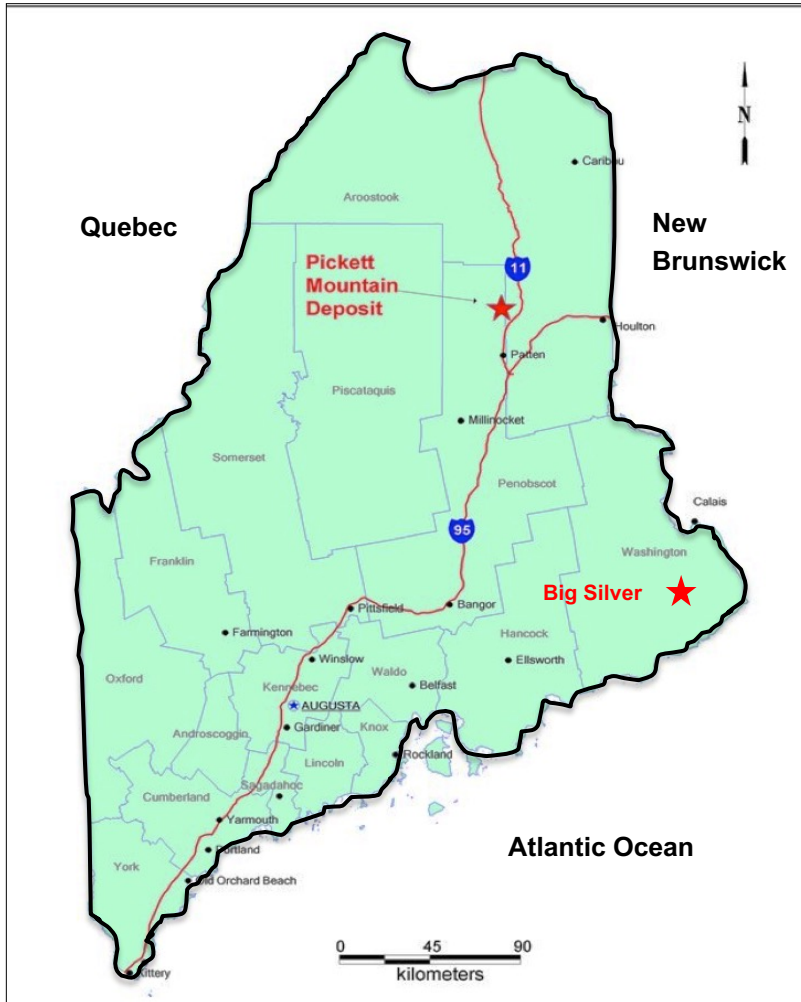 N
Caribou
Aroostook
Quebec
New
Brunswick
Pickett
Mountain
Deposit
11
Houlton
Patten
Piscataquis
Millinocket
Somerset
Penobscot
Calais
95
Washington
Franklin
Big Silver
Pittsfield
Bangor
Farmington
Hancock
Winslow
Ellsworth
Waldo
Oxford
Kennebec
Belfast
AUGUSTA
Androscoggin
Gardiner
Knox
Rockland
Lincoln
Sagadahoc
Cumberland
Yarmouth
Portland
Atlantic Ocean
York
Old Orchard Beach
0 45 90
kilometers
Kittery